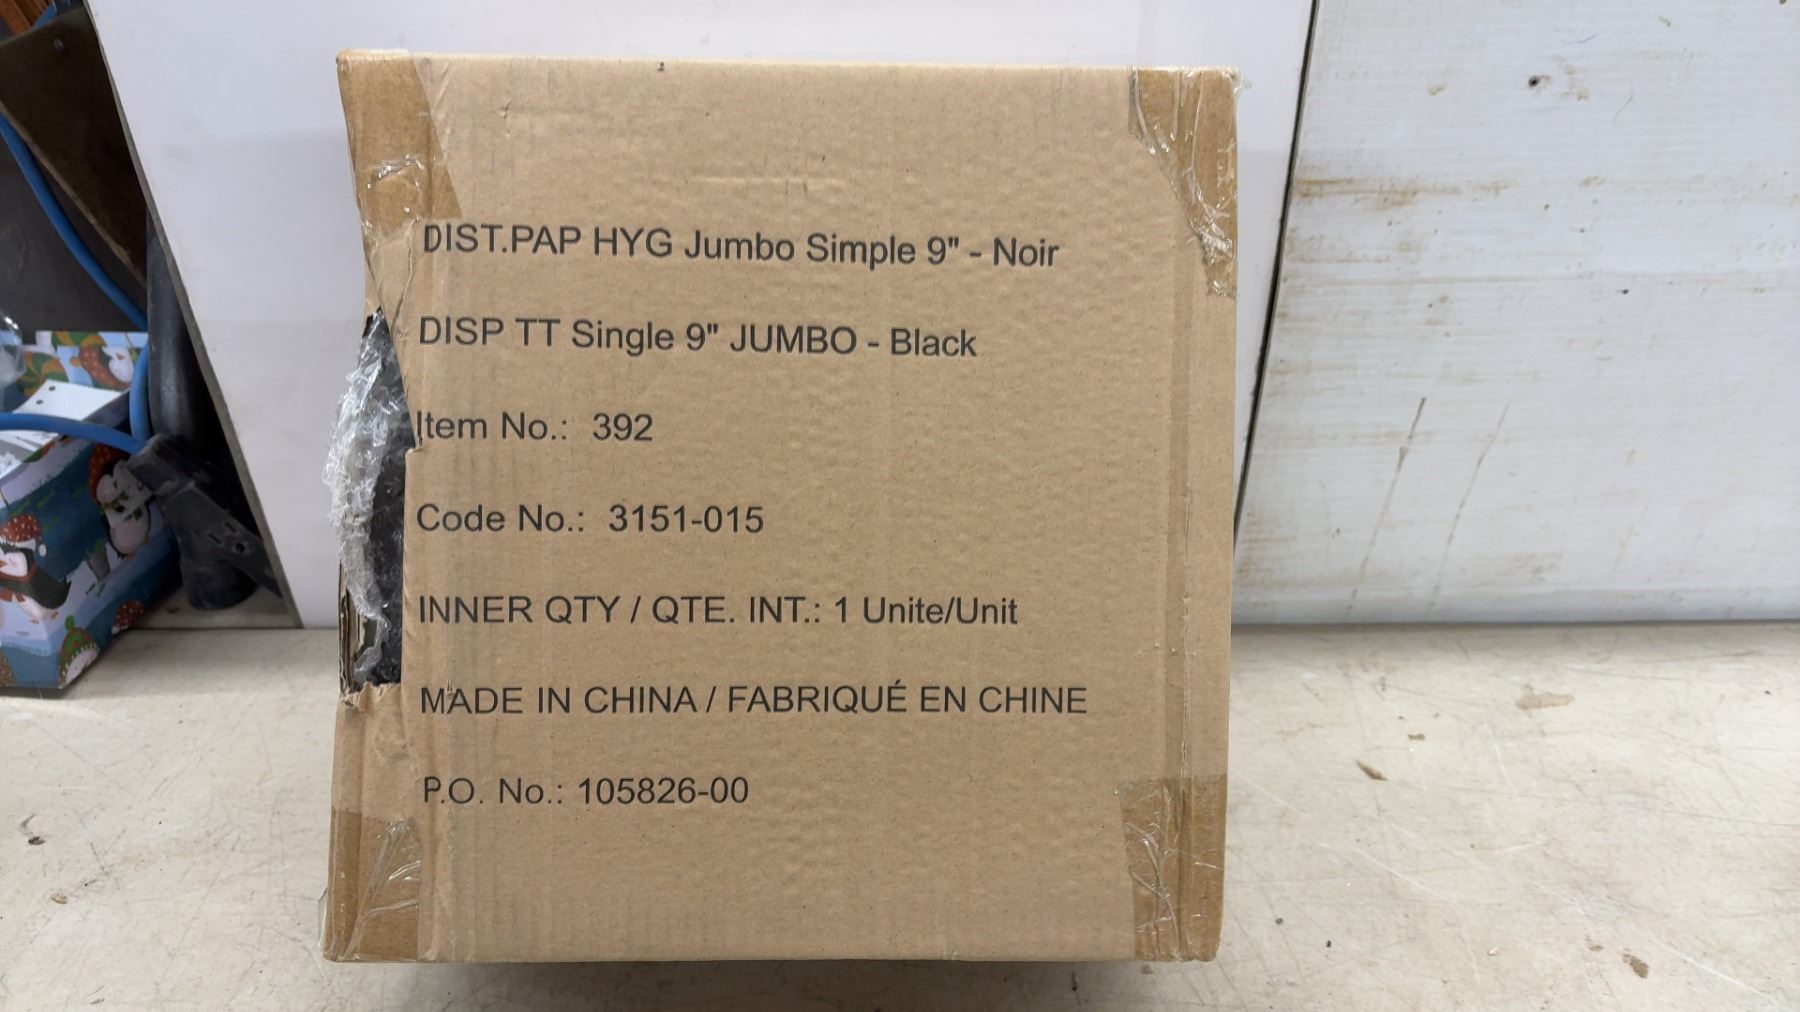 DIST.PAP HYG Jumbo Simple 9" - Noir
DISP TT Single 9" JUMBO - Black
Item No.: 392
Code No.: 3151-015
INNER QTY / QTE. INT.: 1 Unite/Unit
MADE IN CHINA / FABRIQUÉ EN CHINE
P.O. No.: 105826-00